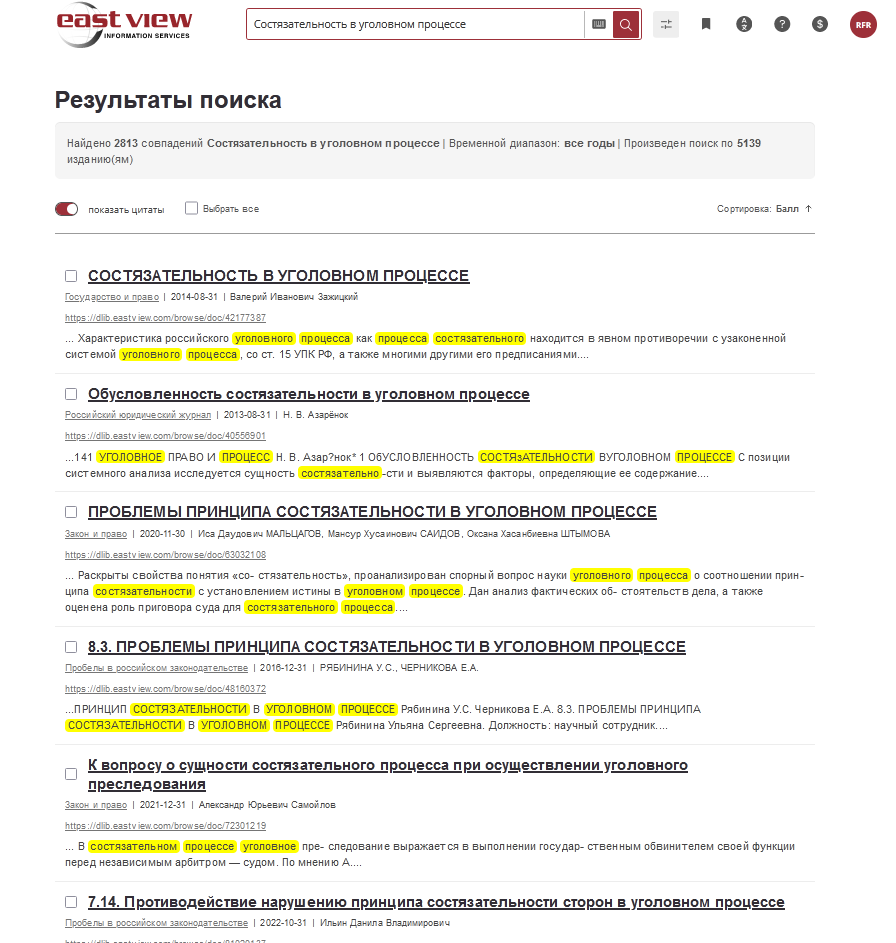 east view
INFORMATION SERVICES
Состязательность в уголовном процессе
RFR
Результаты поиска
Найдено 2813 совпадений Состязательность в уголовном процессе | Временной диапазон: все годы | Произведен поиск по 5139
изданию(ям)
показать цитаты Выбрать все Сортировка: Балл ↑
СОСТЯЗАТЕЛЬНОСТЬ В УГОЛОВНОМ ПРОЦЕССЕ
Государство и право | 2014-08-31 | Валерий Иванович Зажицкий
https://dlib.eastview.com/browse/doc/42177387
... Характеристика российского уголовного процесса как процесса состязательного находится в явном противоречии с узаконенной
системой уголовного процесса, со ст. 15 УПК РФ, а также многими другими его предписаниями....
Обусловленность состязательности в уголовном процессе
Российский юридический журнал | 2013-08-31 | Н. В. Азарёнок
https://dlib.eastview.com/browse/doc/40556901
...141 УГОЛОВНОЕ ПРАВО И ПРОЦЕСС Н. В. Азар?нок* 1 ОбУСЛОВЛЕННОСТЬ СОСТЯзАТЕЛЬНОСТИ ВУГОЛОВНОМ ПРОЦЕССЕ С позиции
системного анализа исследуется сущность состязательно-сти и выявляются факторы, определяющие ее содержание....
ПРОБЛЕМЫ ПРИНЦИПА СОСТЯЗАТЕЛЬНОСТИ В УГОЛОВНОМ ПРОЦЕССЕ
Закон и право | 2020-11-30 | Иса Даудович МАЛЬЦАГОВ, Мансур Хусаинович САИДОВ, Оксана Хасанбиевна ШТЫМОВА
https://dlib.eastview.com/browse/doc/63032108
... Раскрыты свойства понятия «со- стязательность», проанализирован спорный вопрос науки уголовного процесса о соотношении прин-
ципа состязательности с установлением истины в уголовном процессе. Дан анализ фактических об- стоятельств дела, а также
оценена роль приговора суда для состязательного процесса....
8.3. ПРОБЛЕМЫ ПРИНЦИПА СОСТЯЗАТЕЛЬНОСТИ В УГОЛОВНОМ ПРОЦЕССЕ
Пробелы в российском законодательстве | 2016-12-31 | РЯБИНИНА У.С., ЧЕРНИКОВА Е.А.
https://dlib.eastview.com/browse/doc/48160372
...ПРИНЦИП СОСТЯЗАТЕЛЬНОСТИ В УГОЛОВНОМ ПРОЦЕССЕ Рябинина У.С. Черникова Е.А. 8.3. ПРОБЛЕМЫ ПРИНЦИПА
СОСТЯЗАТЕЛЬНОСТИ В УГОЛОВНОМ ПРОЦЕССЕ Рябинина Ульяна Сергеевна. Должность: научный сотрудник....
К вопросу о сущности состязательного процесса при осуществлении уголовного
преследования
Закон и право | 2021-12-31 | Александр Юрьевич Самойлов
https://dlib.eastview.com/browse/doc/72301219
... В состязательном процессе уголовное пре- следование выражается в выполнении государ- ственным обвинителем своей функции
перед независимым арбитром — судом. По мнению А....
7.14. Противодействие нарушению принципа состязательности сторон в уголовном процессе
Пробелы в российском законодательстве | 2022-10-31 | Ильин Данила Владимирович